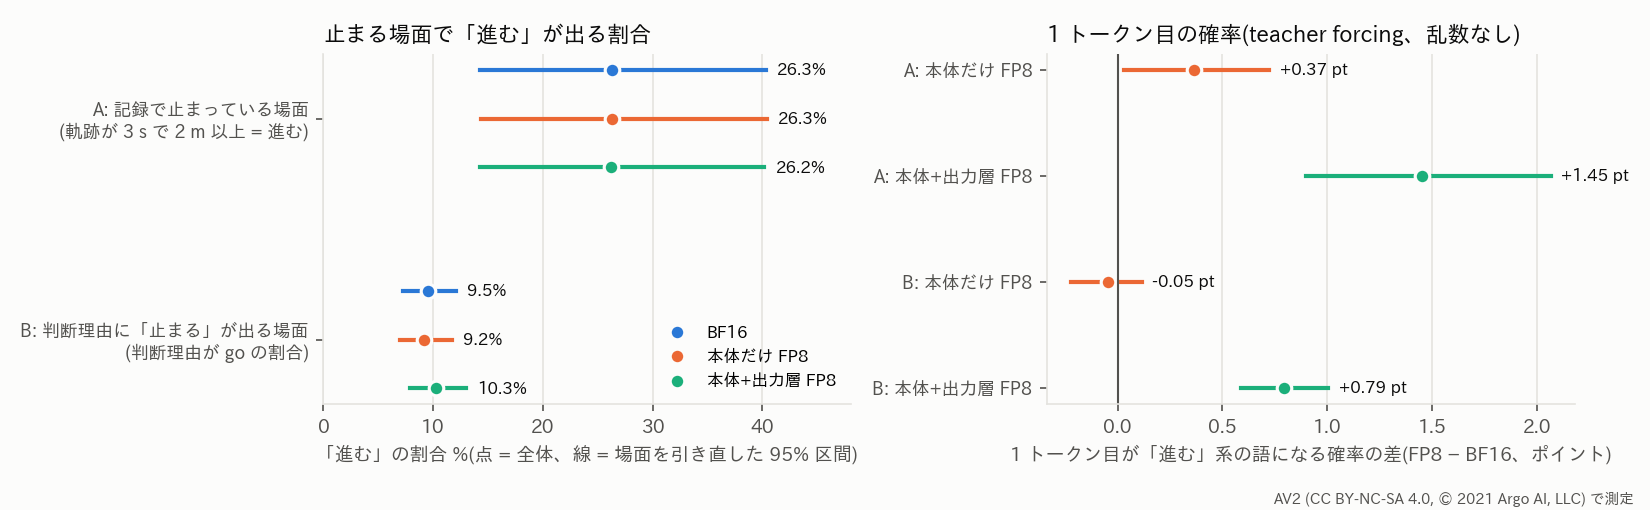 止まる場面で「進む」が出る割合
26.3%
A: 記録で止まっている場面
(軌跡が 3 s で 2 m 以上 = 進む)
26.3%
26.2%
9.5%
B: 判断理由に「止まる」が出る場面
(判断理由が go の割合)
9.2%
10.3%
BF16
本体だけ FP8
本体+出力層 FP8
0 10 20 30 40
「進む」の割合 %(点 = 全体、線 = 場面を引き直した 95% 区間)
1 トークン目の確率(teacher forcing、乱数なし)
A: 本体だけ FP8
+0.37 pt
A: 本体+出力層 FP8
+1.45 pt
B: 本体だけ FP8
-0.05 pt
B: 本体+出力層 FP8
+0.79 pt
0.0 0.5 1.0 1.5 2.0
1 トークン目が「進む」系の語になる確率の差(FP8 − BF16、ポイント)
AV2 (CC BY-NC-SA 4.0, © 2021 Argo AI, LLC) で測定